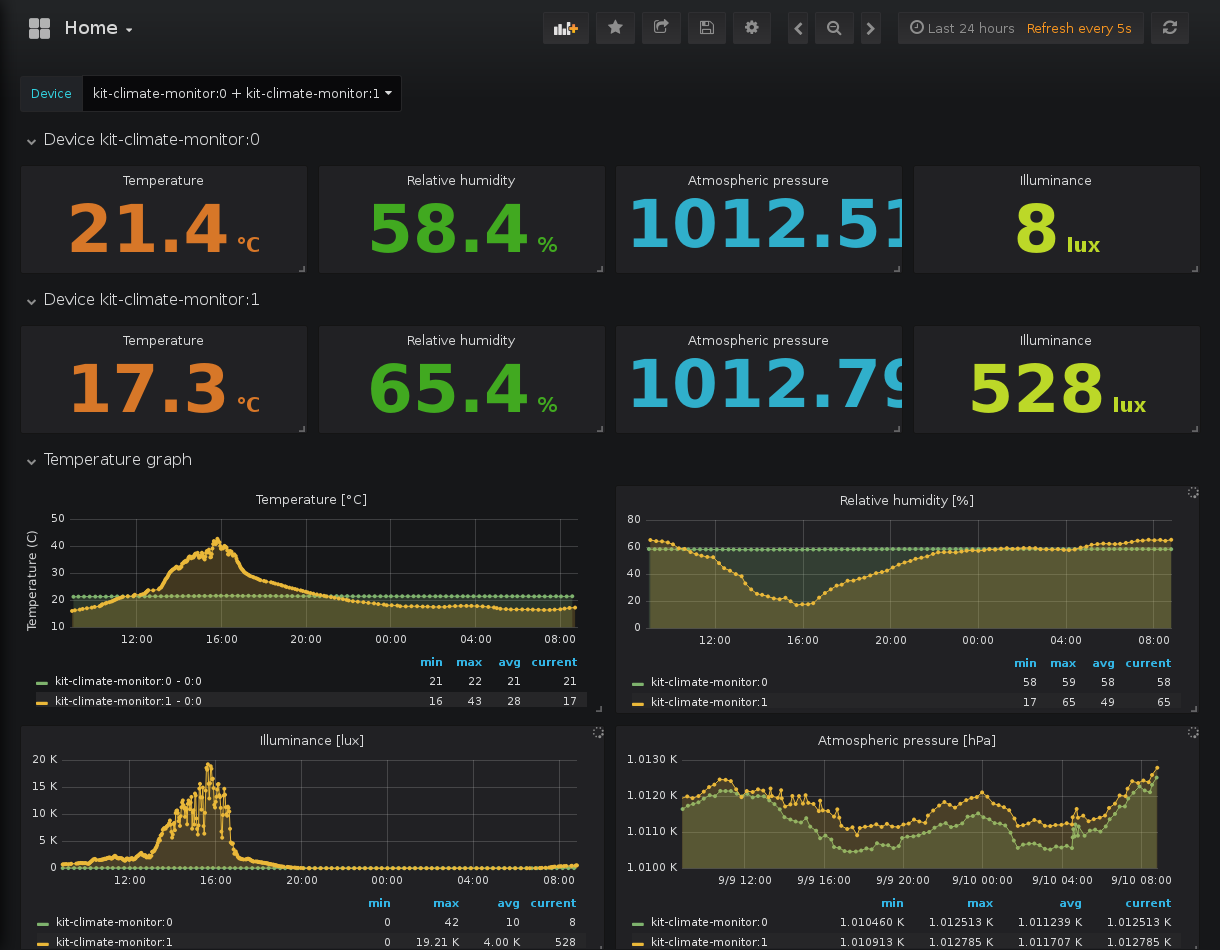 Home
Last 24 hours Refresh every 5s
Device kit-climate-monitor:0 + kit-climate-monitor:1
Device kit-climate-monitor:0
Temperature
21.4 °C
Relative humidity
58.4 %
Atmospheric pressure
1012.51
Illuminance
8 lux
Device kit-climate-monitor:1
Temperature
17.3 °C
Relative humidity
65.4 %
Atmospheric pressure
1012.79
Illuminance
528 lux
Temperature graph
Temperature [°C]
Temperature (C)
50
40
30
20
10
12:00 16:00 20:00 00:00 04:00 08:00
min max avg current
kit-climate-monitor:0 - 0:0 21 22 21 21
kit-climate-monitor:1 - 0:0 16 43 28 17
Relative humidity [%]
80
60
40
20
0
12:00 16:00 20:00 00:00 04:00 08:00
min max avg current
kit-climate-monitor:0 58 59 58 58
kit-climate-monitor:1 17 65 49 65
Illuminance [lux]
20 K
15 K
10 K
5 K
0
12:00 16:00 20:00 00:00 04:00 08:00
min max avg current
kit-climate-monitor:0 0 42 10 8
kit-climate-monitor:1 0 19.21 K 4.00 K 528
Atmospheric pressure [hPa]
1.0130 K
1.0120 K
1.0110 K
1.0100 K
9/9 12:00 9/9 16:00 9/9 20:00 9/10 00:00 9/10 04:00 9/10 08:00
min max avg current
kit-climate-monitor:0 1.010460 K 1.012513 K 1.011239 K 1.012513 K
kit-climate-monitor:1 1.010913 K 1.012785 K 1.011707 K 1.012785 K